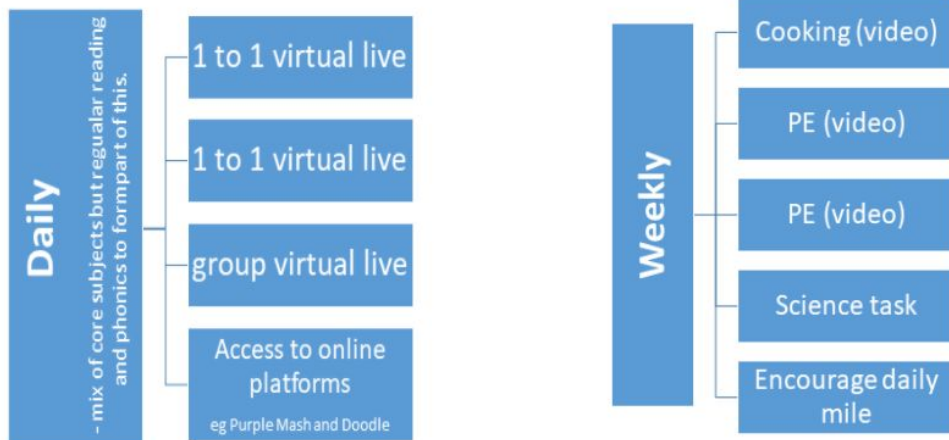 Daily
- mix of core subjects but regualar reading
and phonics to formpart of this.
1 to 1 virtual live
1 to 1 virtual live
group virtual live
Access to online
platforms
eg Purple Mash and Doodle
Weekly
Cooking (video)
PE (video)
PE (video)
Science task
Encourage daily
mile